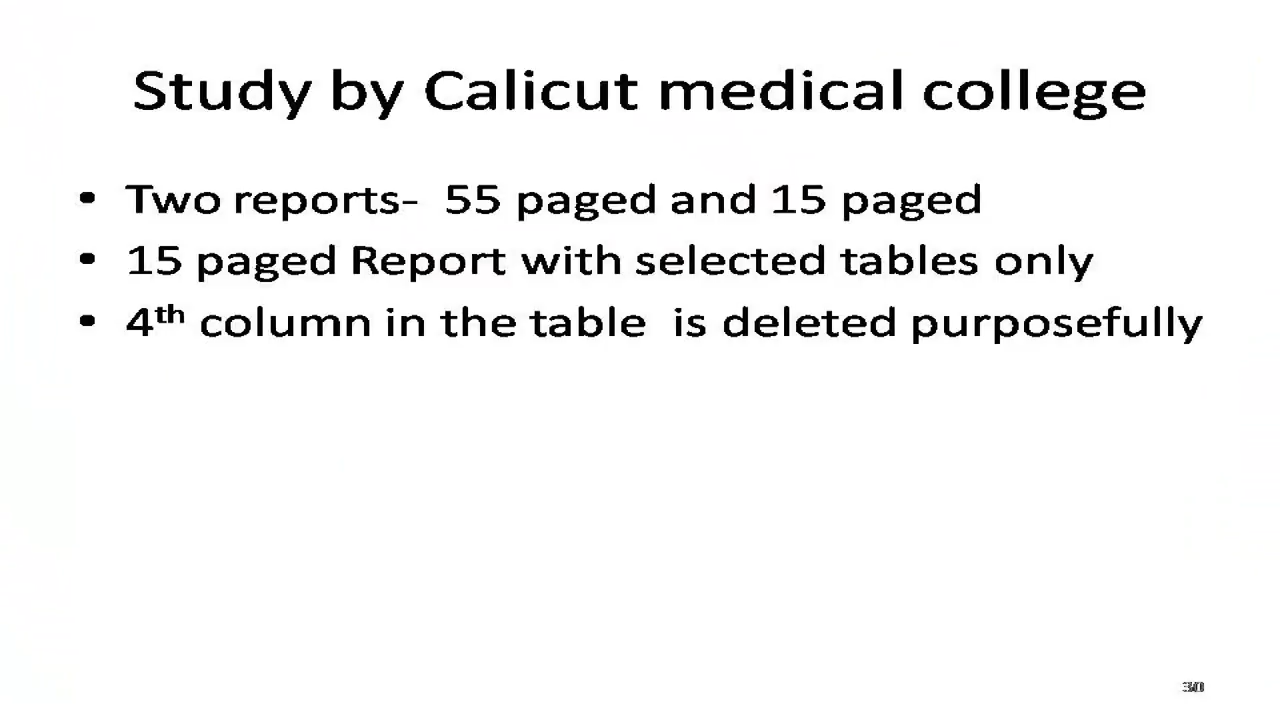 Study by Calicut medical college
• Two reports- 55 paged and 15 paged
• 15 paged Report with selected tables only
• 4th column in the table is deleted purposefully
30